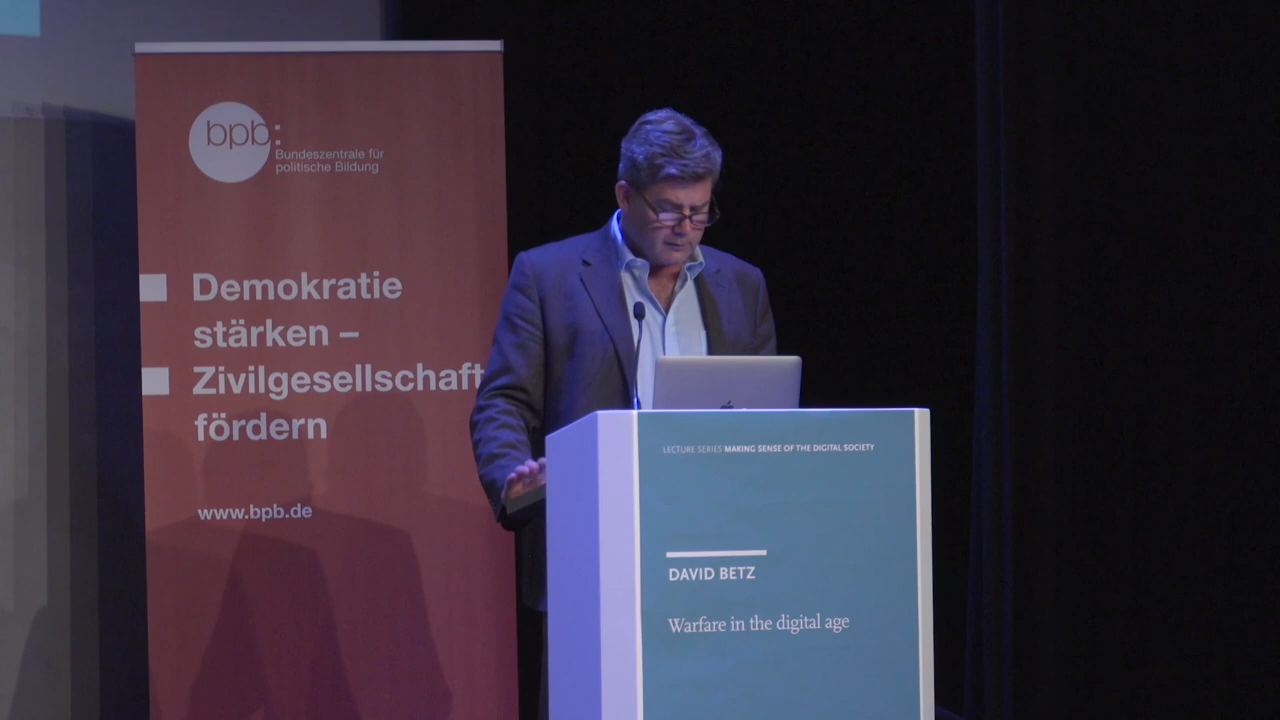 bpb:
Bundeszentrale für
politische Bildung
Demokratie
stärken –
Zivilgesellschaft
fördern
www.bpb.de
LECTURE SERIES MAKING SENSE OF THE DIGITAL SOCIETY
DAVID BETZ
Warfare in the digital age